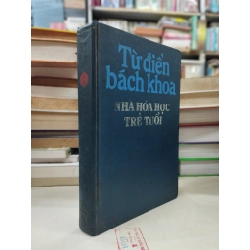 Từ điển
bách khoa
NHÀ HÓA HỌC
TRẺ TUỔI